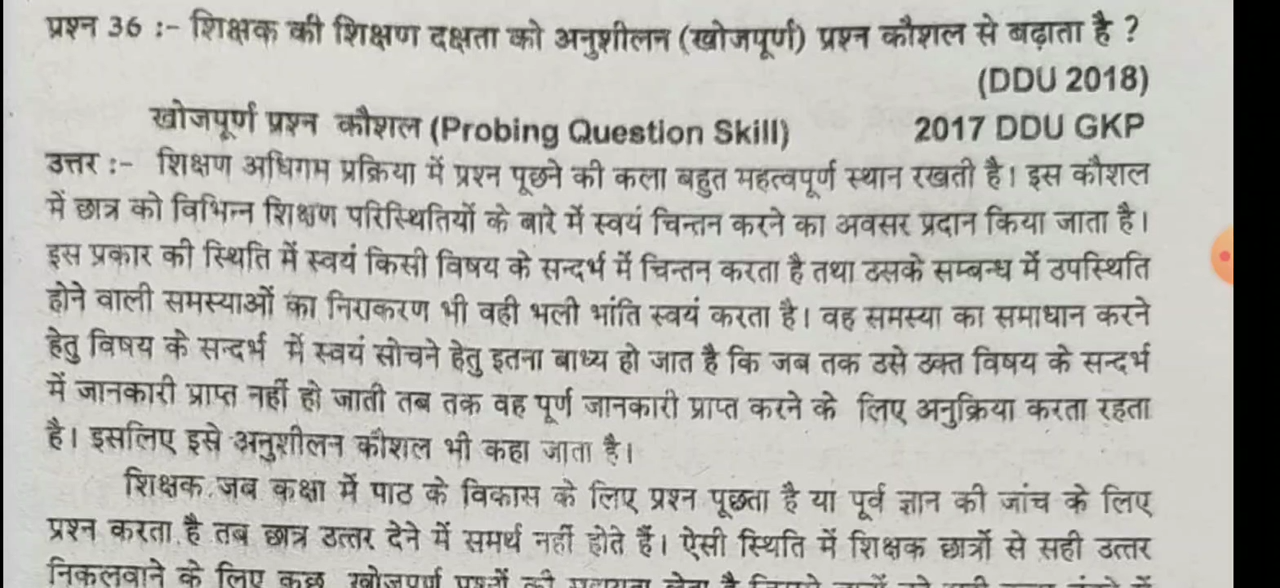 प्रश्न 36 :- शिक्षक की शिक्षण दक्षता को अनुशीलन (खोजपूर्ण) प्रश्न कौशल से बढ़ाता है ?
(DDU 2018)
खोजपूर्ण प्रश्न कौशल (Probing Question Skill) 2017 DDU GKP
उत्तर :- शिक्षण अधिगम प्रक्रिया में प्रश्न पूछने की कला बहुत महत्वपूर्ण स्थान रखती है। इस कौशल
में छात्र को विभिन्न शिक्षण परिस्थितियों के बारे में स्वयं चिन्तन करने का अवसर प्रदान किया जाता है।
इस प्रकार की स्थिति में स्वयं किसी विषय के सन्दर्भ में चिन्तन करता है तथा उसके सम्बन्ध में उपस्थिति
होने वाली समस्याओं का निराकरण भी वही भली भांति स्वयं करता है। वह समस्या का समाधान करने
हेतु विषय के सन्दर्भ में स्वयं सोचने हेतु इतना बाध्य हो जात है कि जब तक उसे उक्त विषय के सन्दर्भ
में जानकारी प्राप्त नहीं हो जाती तब तक वह पूर्ण जानकारी प्राप्त करने के लिए अनुक्रिया करता रहता
है। इसलिए इसे अनुशीलन कौशल भी कहा जाता है।
शिक्षक जब कक्षा में पाठ के विकास के लिए प्रश्न पूछता है या पूर्व ज्ञान की जांच के लिए
प्रश्न करता है तब छात्र उत्तर देने में समर्थ नहीं होते हैं। ऐसी स्थिति में शिक्षक छात्रों से सही उत्तर
निकलवाने के लिए कुछ खोजपूर्ण प्रश्नों की सहायता लेता है